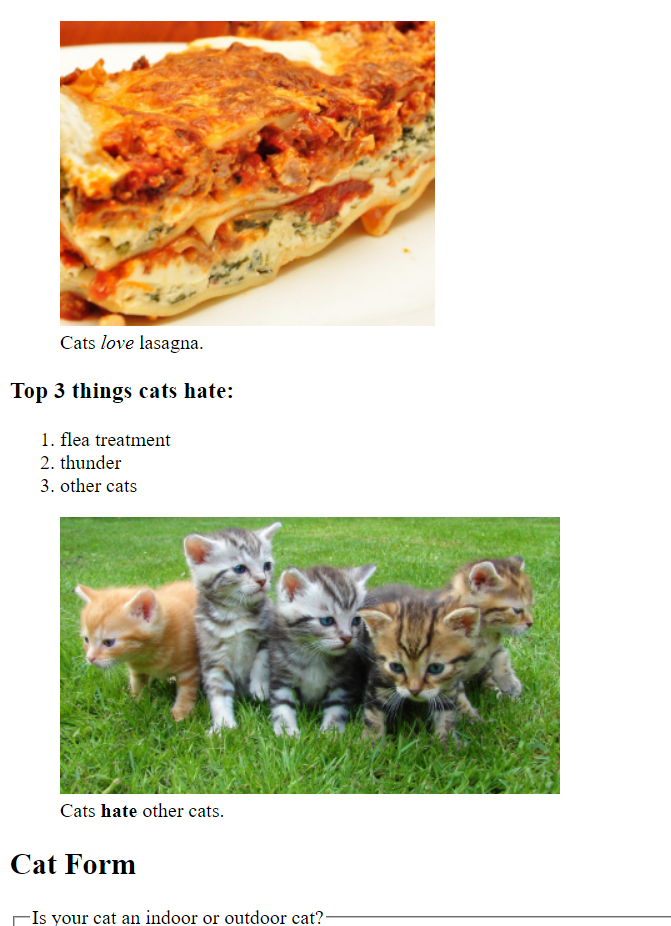 Cats love lasagna.
Top 3 things cats hate:
1. flea treatment
2. thunder
3. other cats
Cats hate other cats.
Cat Form
Is your cat an indoor or outdoor cat?